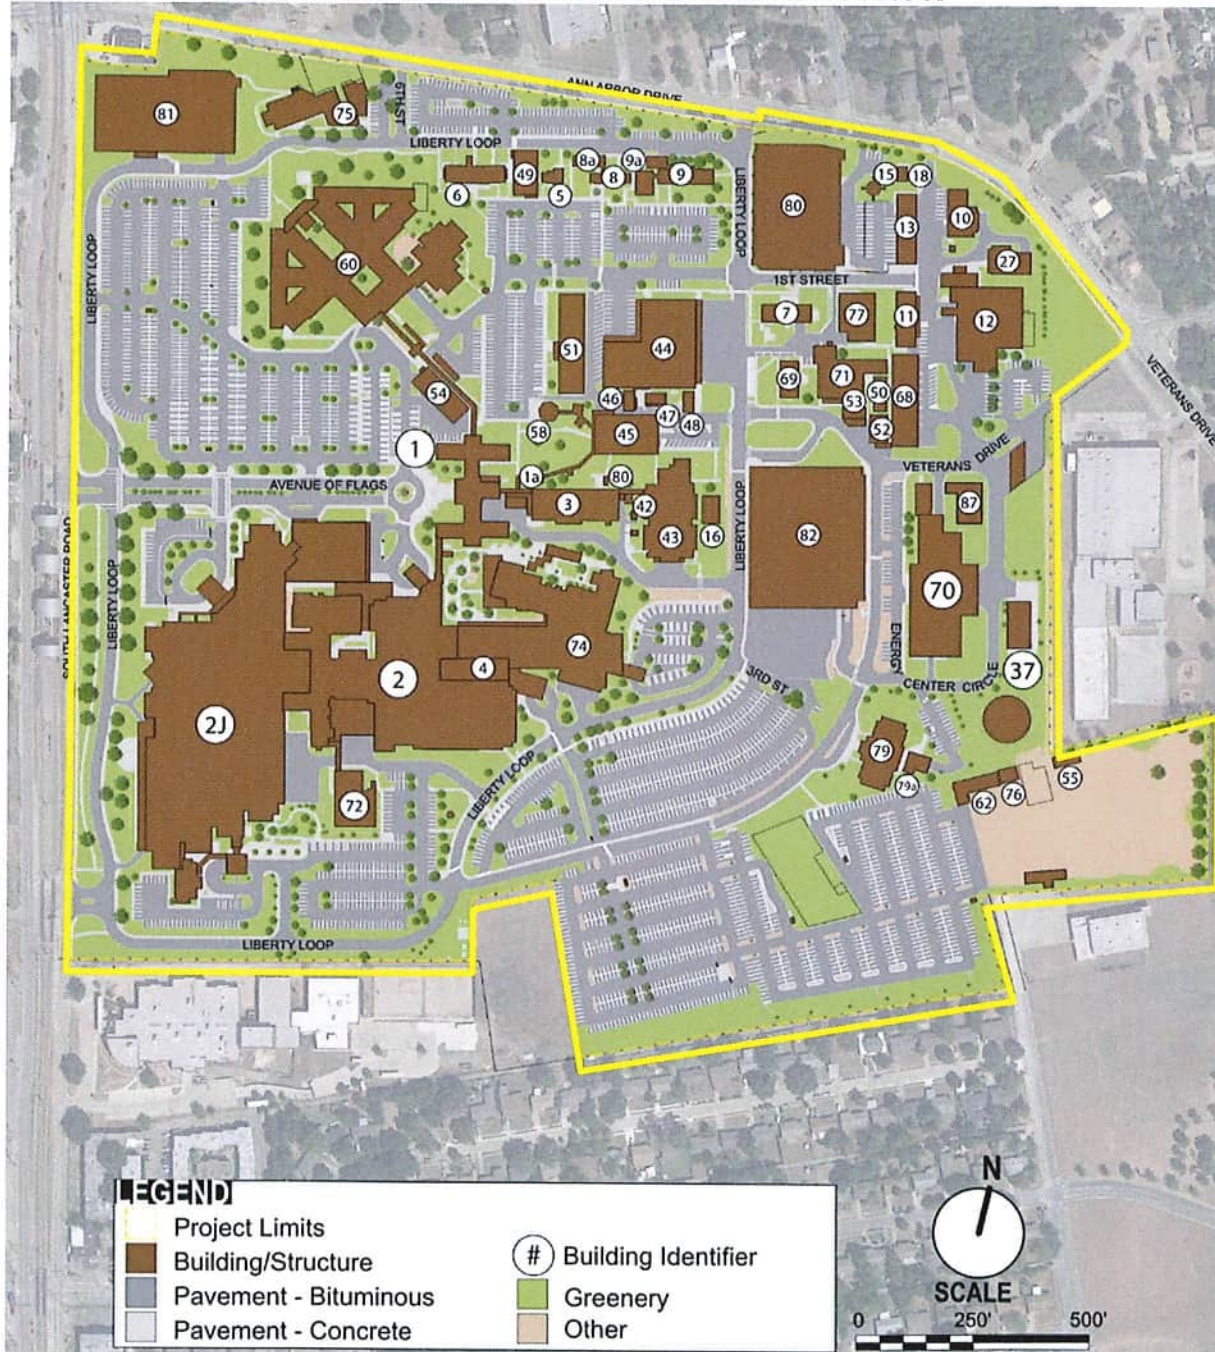 ANN ARBOR DRIVE
81
75
6TH ST
LIBERTY LOOP
8a
9a
49
6
5
8
9
15
18
80
13
10
LIBERTY LOOP
27
60
LIBERTY LOOP
1ST STREET
7
77
11
12
51
44
71
69
50
53
68
54
46
47
48
52
VETERANS DRIVE
58
45
1
VETERANS DRIVE
1a
80
AVENUE OF FLAGS
3
42
87
43
16
82
LIBERTY LOOP
SOUTH LANCASTER ROAD
LIBERTY LOOP
70
ENERGY
CENTER CIRCLE
37
74
4
2
3RD ST
2J
79
79a
72
LIBERTY LOOP
62
76
55
LIBERTY LOOP
LEGEND
Project Limits
Building/Structure
Pavement - Bituminous
Pavement - Concrete
# Building Identifier
Greenery
Other
N
SCALE
0 250' 500'